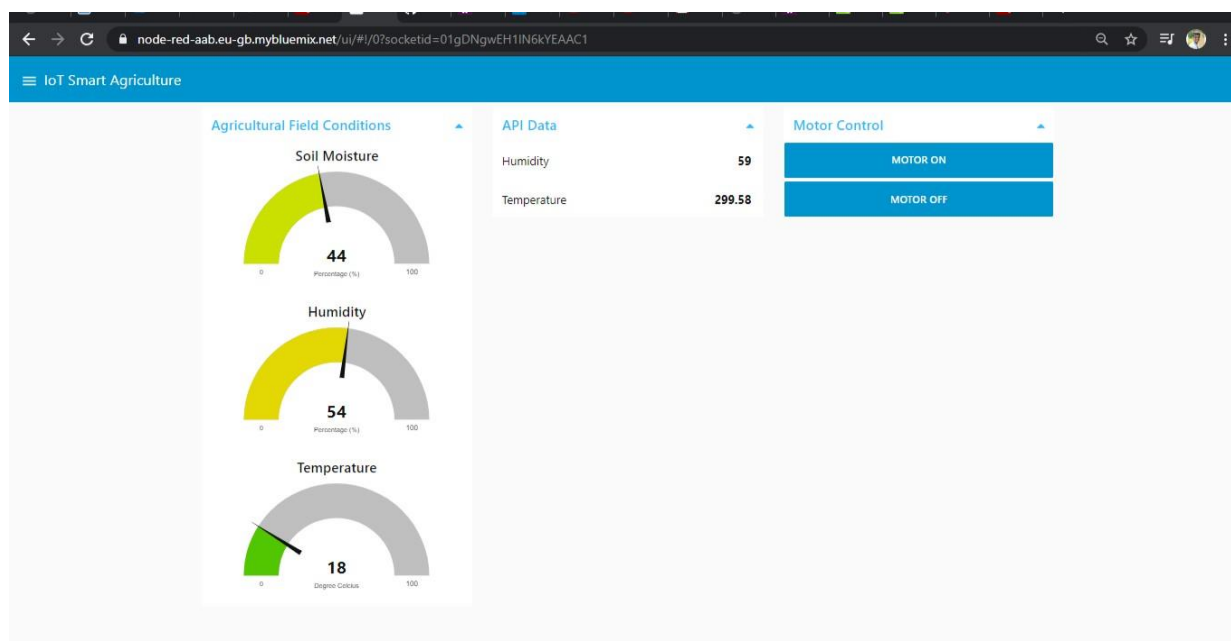 node-red-aab.eu-gb.mybluemix.net/ui/#!/0?socketid=01gDNgwEH1IN6kYEAAC1
IoT Smart Agriculture
Agricultural Field Conditions
Soil Moisture
44
Percentage (%)
0
100
Humidity
54
Percentage (%)
0
100
Temperature
18
Degree Celcius
0
100
API Data
Humidity 59
Temperature 299.58
Motor Control
MOTOR ON
MOTOR OFF